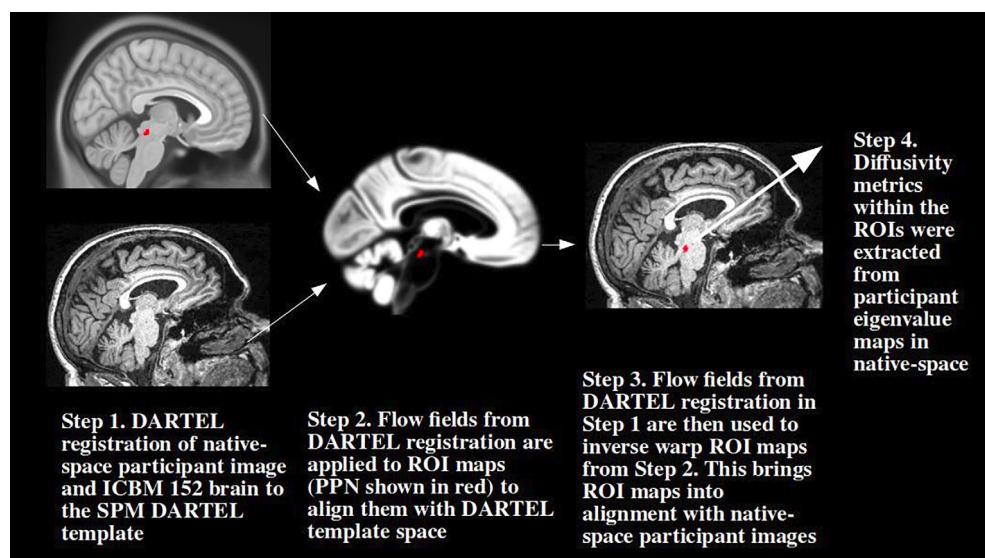 Step 1. DARTEL
registration of native-
space participant image
and ICBM 152 brain to
the SPM DARTEL
template
Step 2. Flow fields from
DARTEL registration are
applied to ROI maps
(PPN shown in red) to
align them with DARTEL
template space
Step 3. Flow fields from
DARTEL registration in
Step 1 are then used to
inverse warp ROI maps
from Step 2. This brings
ROI maps into
alignment with native-
space participant images
Step 4.
Diffusivity
metrics
within the
ROIs were
extracted
from
participant
eigenvalue
maps in
native-space